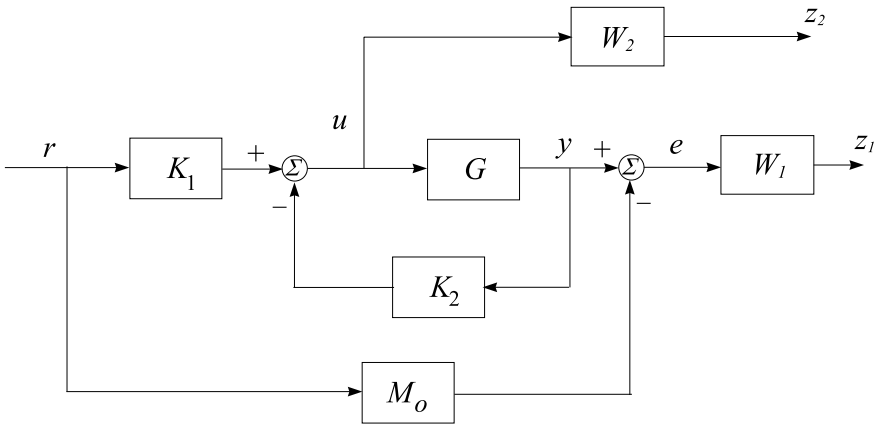 z₂
W₂
u
r
K₁
+
Σ
−
G
y
+
Σ
−
e
W₁
z₁
K₂
Mₒ